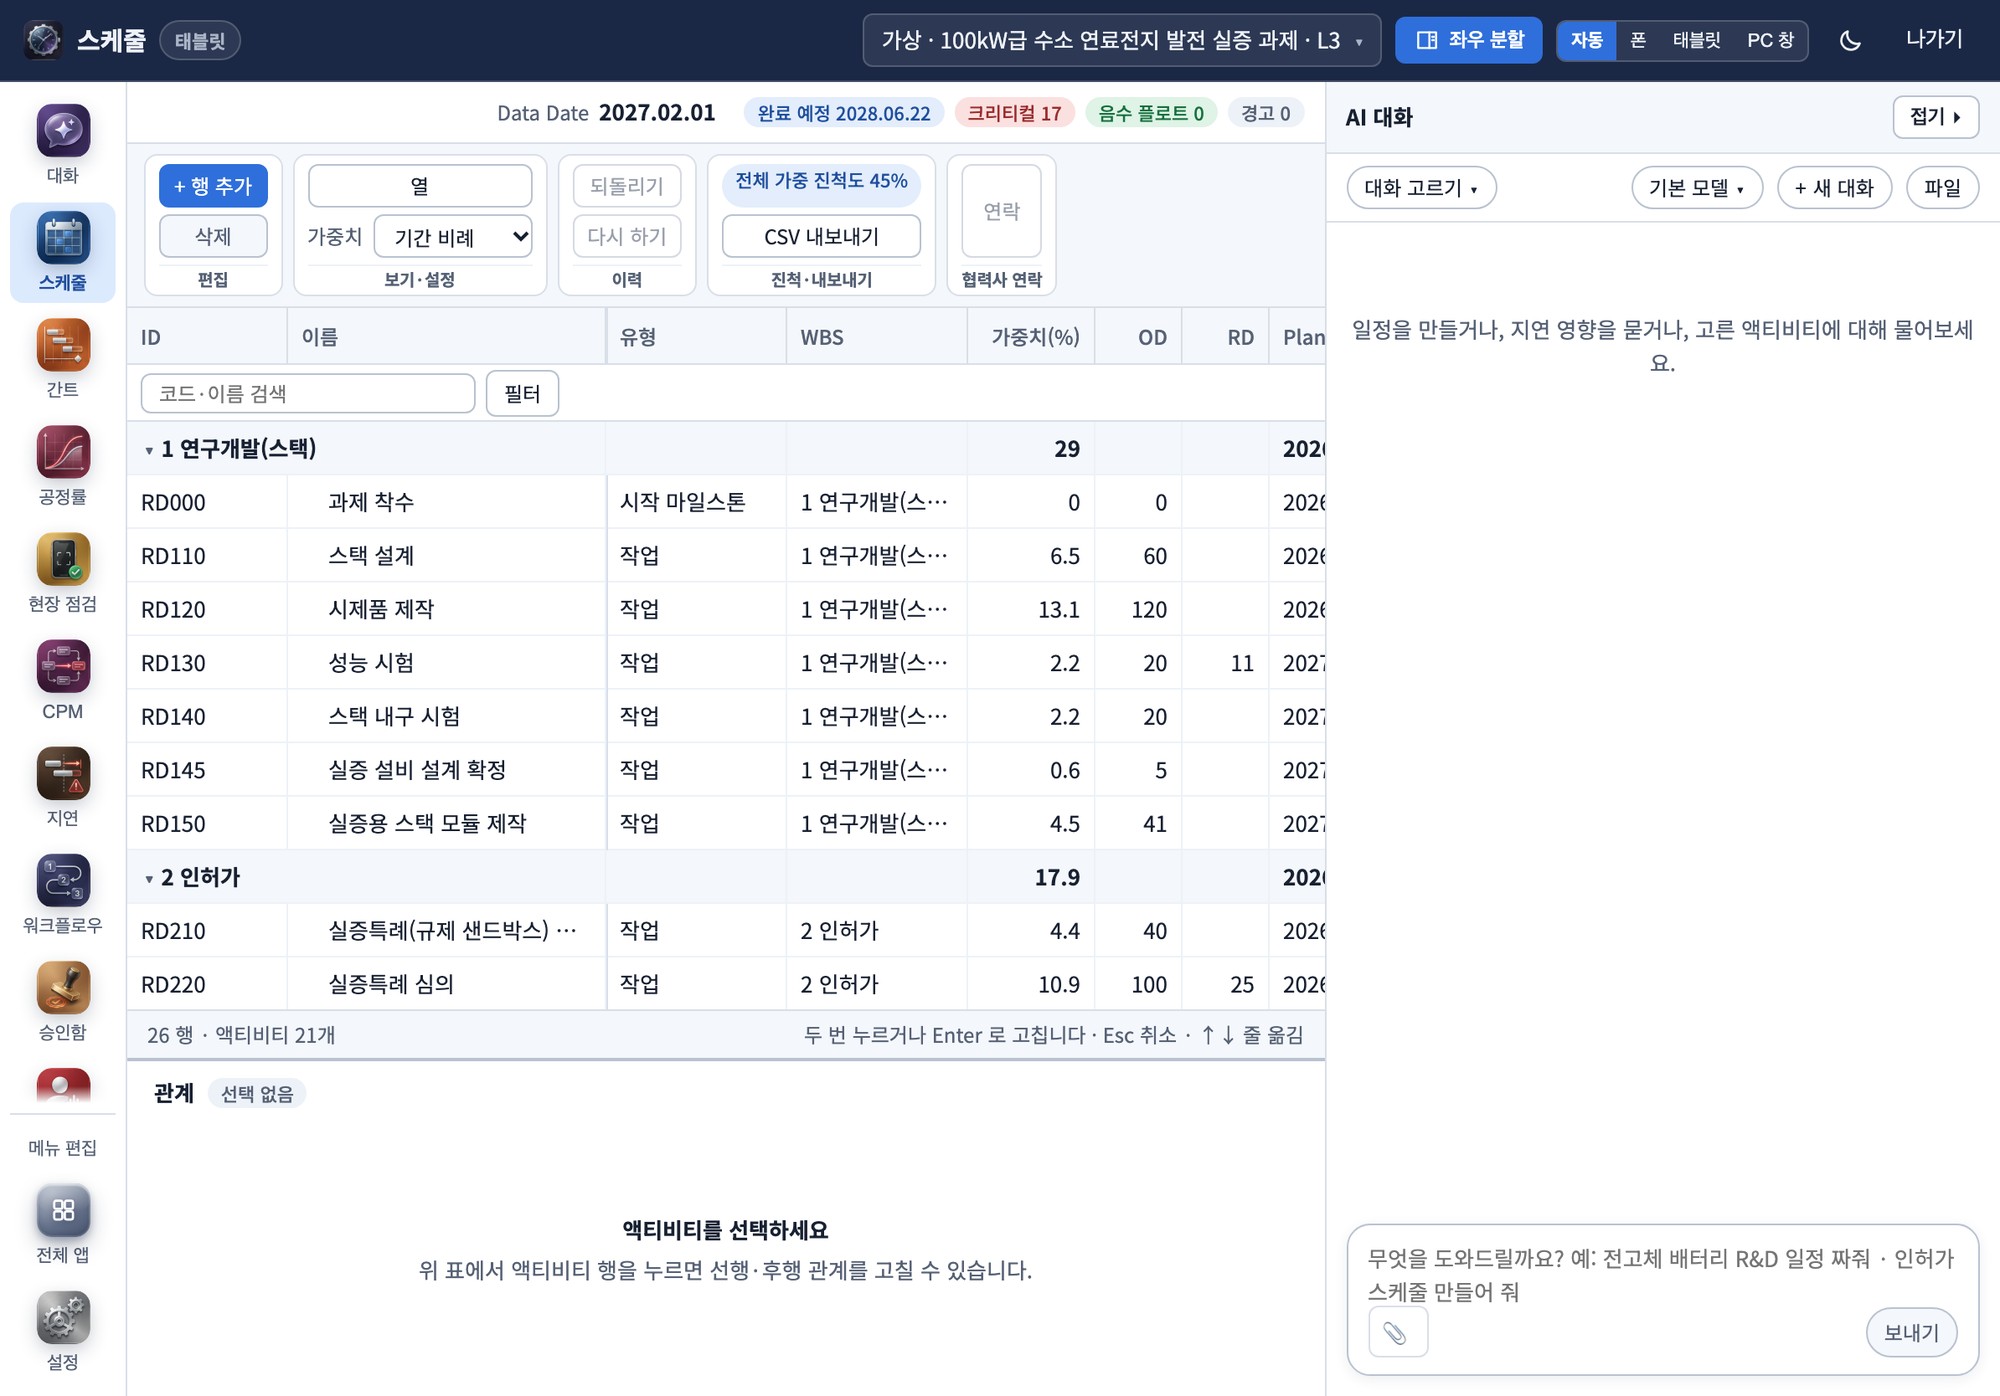 스케줄 태블릿
가상 · 100kW급 수소 연료전지 발전 실증 과제 · L3 ▾
좌우 분할
자동 폰 태블릿 PC 창
나가기
대화
스케줄
간트
공정률
현장 점검
CPM
지연
워크플로우
승인함
메뉴 편집
전체 앱
설정
Data Date 2027.02.01 완료 예정 2028.06.22 크리티컬 17 음수 플로트 0 경고 0
+ 행 추가
삭제
편집
열
가중치 기간 비례
보기·설정
되돌리기
다시 하기
이력
전체 가중 진척도 45%
CSV 내보내기
진척·내보내기
연락
협력사 연락
ID 이름 유형 WBS 가중치(%) OD RD Plan
코드·이름 검색 필터
▾ 1 연구개발(스택) 29 2026
RD000 과제 착수 시작 마일스톤 1 연구개발(스… 0 0 2026
RD110 스택 설계 작업 1 연구개발(스… 6.5 60 2026
RD120 시제품 제작 작업 1 연구개발(스… 13.1 120 2026
RD130 성능 시험 작업 1 연구개발(스… 2.2 20 11 2027
RD140 스택 내구 시험 작업 1 연구개발(스… 2.2 20 2027
RD145 실증 설비 설계 확정 작업 1 연구개발(스… 0.6 5 2027
RD150 실증용 스택 모듈 제작 작업 1 연구개발(스… 4.5 41 2027
▾ 2 인허가 17.9 2026
RD210 실증특례(규제 샌드박스) … 작업 2 인허가 4.4 40 2026
RD220 실증특례 심의 작업 2 인허가 10.9 100 25 2026
26 행 · 액티비티 21개 두 번 누르거나 Enter 로 고칩니다 · Esc 취소 · ↑↓ 줄 옮김
관계 선택 없음
액티비티를 선택하세요
위 표에서 액티비티 행을 누르면 선행·후행 관계를 고칠 수 있습니다.
AI 대화 접기 ▸
대화 고르기 ▾ 기본 모델 ▾ + 새 대화 파일
일정을 만들거나, 지연 영향을 묻거나, 고른 액티비티에 대해 물어보세
요.
무엇을 도와드릴까요? 예: 전고체 배터리 R&D 일정 짜줘 · 인허가
스케줄 만들어 줘
보내기